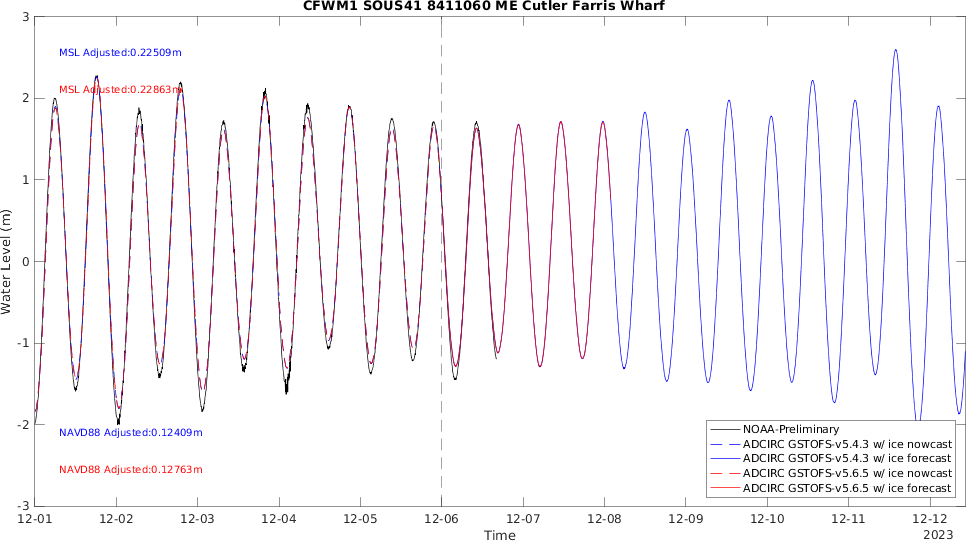 CFWM1 SOUS41 8411060 ME Cutler Farris Wharf
3
2
1
0
-1
-2
-3
Water Level (m)
MSL Adjusted:0.22509m
MSL Adjusted:0.22863m
NAVD88 Adjusted:0.12409m
NAVD88 Adjusted:0.12763m
NOAA-Preliminary
ADCIRC GSTOFS-v5.4.3 w/ ice nowcast
ADCIRC GSTOFS-v5.4.3 w/ ice forecast
ADCIRC GSTOFS-v5.6.5 w/ ice nowcast
ADCIRC GSTOFS-v5.6.5 w/ ice forecast
12-01 12-02 12-03 12-04 12-05 12-06 12-07 12-08 12-09 12-10 12-11 12-12
Time
2023